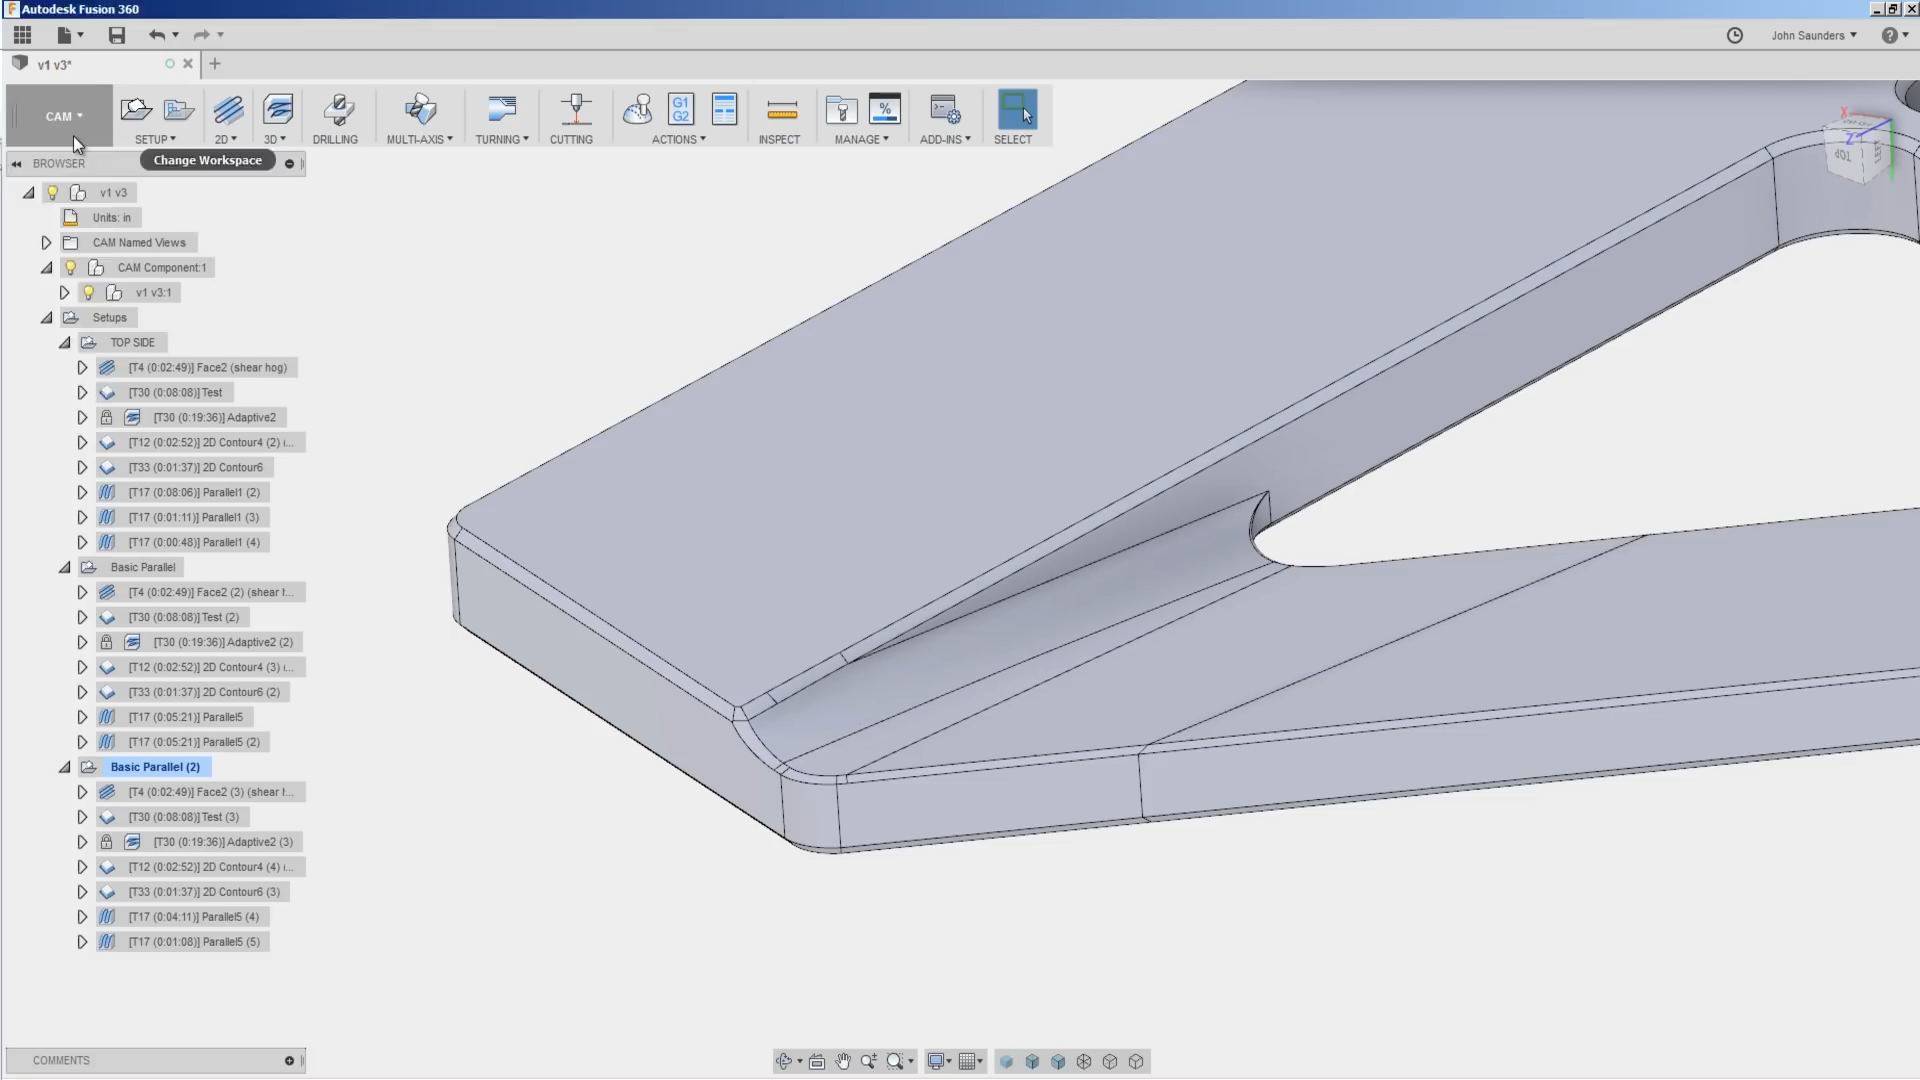 Autodesk Fusion 360
John Saunders
v1 v3*
CAM
SETUP
2D
3D
DRILLING
MULTI-AXIS
TURNING
CUTTING
G1
G2
ACTIONS
INSPECT
MANAGE
ADD-INS
SELECT
BROWSER
Change Workspace
v1 v3
Units: in
CAM Named Views
CAM Component:1
v1 v3:1
Setups
TOP SIDE
[T4 (0:02:49)] Face2 (shear hog)
[T30 (0:08:08)] Test
[T30 (0:19:36)] Adaptive2
[T12 (0:02:52)] 2D Contour4 (2) (...
[T33 (0:01:37)] 2D Contour6
[T17 (0:08:06)] Parallel1 (2)
[T17 (0:01:11)] Parallel1 (3)
[T17 (0:00:48)] Parallel1 (4)
Basic Parallel
[T4 (0:02:49)] Face2 (2) (shear h...
[T30 (0:08:08)] Test (2)
[T30 (0:19:36)] Adaptive2 (2)
[T12 (0:02:52)] 2D Contour4 (3) (...
[T33 (0:01:37)] 2D Contour6 (2)
[T17 (0:05:21)] Parallel5
[T17 (0:05:21)] Parallel5 (2)
Basic Parallel (2)
[T4 (0:02:49)] Face2 (3) (shear h...
[T30 (0:08:08)] Test (3)
[T30 (0:19:36)] Adaptive2 (3)
[T12 (0:02:52)] 2D Contour4 (4) (...
[T33 (0:01:37)] 2D Contour6 (3)
[T17 (0:04:11)] Parallel5 (4)
[T17 (0:01:08)] Parallel5 (5)
X
Z
TOP
LEFT
COMMENTS